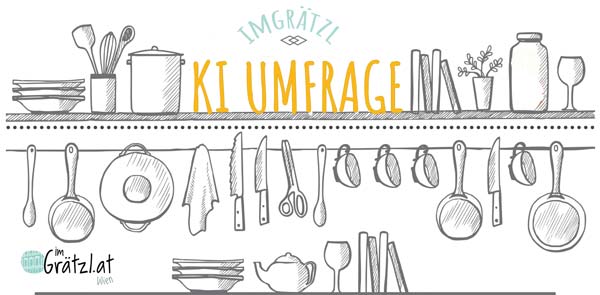 IMGRÄTZL
KI UMFRAGE
im
Grätzl.at
Wien